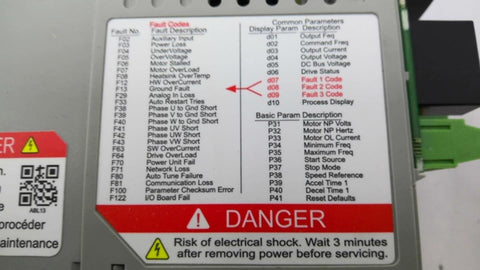 Fault Codes
Fault No. Fault Description
F02 Auxiliary Input
F03 Power Loss
F04 UnderVoltage
F05 OverVoltage
F06 Motor Stalled
F07 Motor OverLoad
F08 Heatsink OverTemp
F12 HW OverCurrent
F13 Ground Fault
F29 Analog In Loss
F33 Auto Restart Tries
F38 Phase U to Gnd Short
F39 Phase V to Gnd Short
F40 Phase W to Gnd Short
F41 Phase UV Short
F42 Phase UW Short
F43 Phase VW Short
F63 SW OverCurrent
F64 Drive OverLoad
F70 Power Unit Fail
F71 Network Loss
F80 Auto Tune Failure
F81 Communication Loss
F100 Parameter Checksum Error
F122 I/O Board Fail
Common Parameters
Display Param Description
d01 Output Freq
d02 Command Freq
d03 Output Current
d04 Output Voltage
d05 DC Bus Voltage
d06 Drive Status
d07 Fault 1 Code
d08 Fault 2 Code
d09 Fault 3 Code
d10 Process Display
Basic Param Description
P31 Motor NP Volts
P32 Motor NP Hertz
P33 Motor OL Current
P34 Minimum Freq
P35 Maximum Freq
P36 Start Source
P37 Stop Mode
P38 Speed Reference
P39 Accel Time 1
P40 Decel Time 1
P41 Reset Defaults
DANGER
Risk of electrical shock. Wait 3 minutes
after removing power before servicing.
ER
ABL13
procéder
maintenance